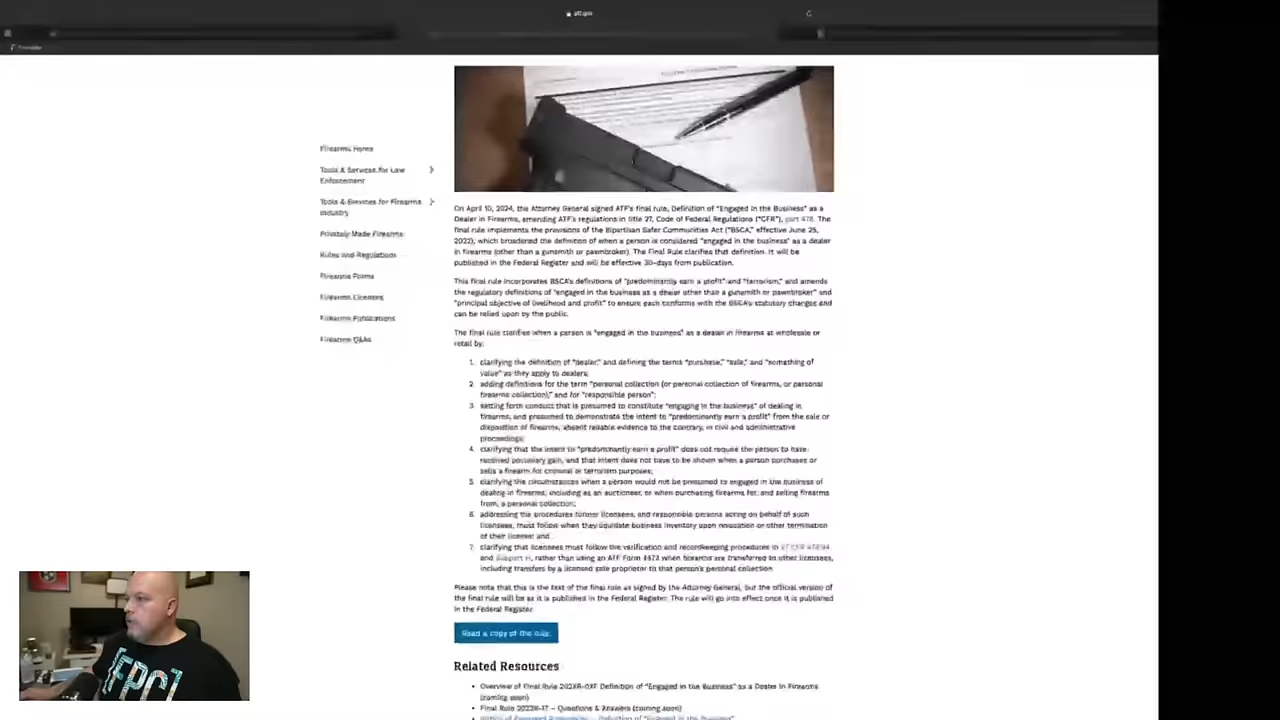 atf.gov
Firearms Home
Tools & Services for Law
Enforcement
Tools & Services for Firearms
Industry
Privately Made Firearms
Rules and Regulations
Firearms Forms
Firearms Licenses
Firearms Publications
Firearms Q&As
On April 10, 2024, the Attorney General signed ATF's final rule, Definition of "Engaged in the Business" as a
Dealer in Firearms, amending ATF's regulations in title 27, Code of Federal Regulations ("CFR"), part 478. The
final rule implements the provisions of the Bipartisan Safer Communities Act ("BSCA," effective June 25,
2022), which broadened the definition of when a person is considered "engaged in the business" as a dealer
in firearms (other than a gunsmith or pawnbroker). The Final Rule clarifies that definition. It will be
published in the Federal Register and will be effective 30-days from publication.
This final rule incorporates BSCA's definitions of "predominantly earn a profit" and "terrorism," and amends
the regulatory definitions of "engaged in the business as a dealer other than a gunsmith or pawnbroker" and
"principal objective of livelihood and profit" to ensure each conforms with the BSCA's statutory changes and
can be relied upon by the public.
The final rule clarifies when a person is "engaged in the business" as a dealer in firearms at wholesale or
retail by:
1. clarifying the definition of "dealer," and defining the terms "purchase," "sale," and "something of
value" as they apply to dealers;
2. adding definitions for the term "personal collection (or personal collection of firearms, or personal
firearms collection)," and for "responsible person";
3. setting forth conduct that is presumed to constitute "engaging in the business" of dealing in
firearms, and presumed to demonstrate the intent to "predominantly earn a profit" from the sale or
disposition of firearms, absent reliable evidence to the contrary, in civil and administrative
proceedings;
4. clarifying that the intent to "predominantly earn a profit" does not require the person to have
received pecuniary gain, and that intent does not have to be shown when a person purchases or
sells a firearm for criminal or terrorism purposes;
5. clarifying the circumstances when a person would not be presumed to engaged in the business of
dealing in firearms, including as an auctioneer, or when purchasing firearms for, and selling firearms
from, a personal collection;
6. addressing the procedures former licensees, and responsible persons acting on behalf of such
licensees, must follow when they liquidate business inventory upon revocation or other termination
of their license; and
7. clarifying that licensees must follow the verification and recordkeeping procedures in 27 CFR 478.94
and Subpart H, rather than using an ATF Form 4473 when firearms are transferred to other licensees,
including transfers by a licensed sole proprietor to that person's personal collection.
Please note that this is the text of the final rule as signed by the Attorney General, but the official version of
the final rule will be as it is published in the Federal Register. The rule will go into effect once it is published
in the Federal Register.
Read a copy of the rule.
Related Resources
Overview of Final Rule 2022R-17F Definition of "Engaged in the Business" as a Dealer in Firearms
(coming soon)
Final Rule 2022R-17 – Questions & Answers (coming soon)